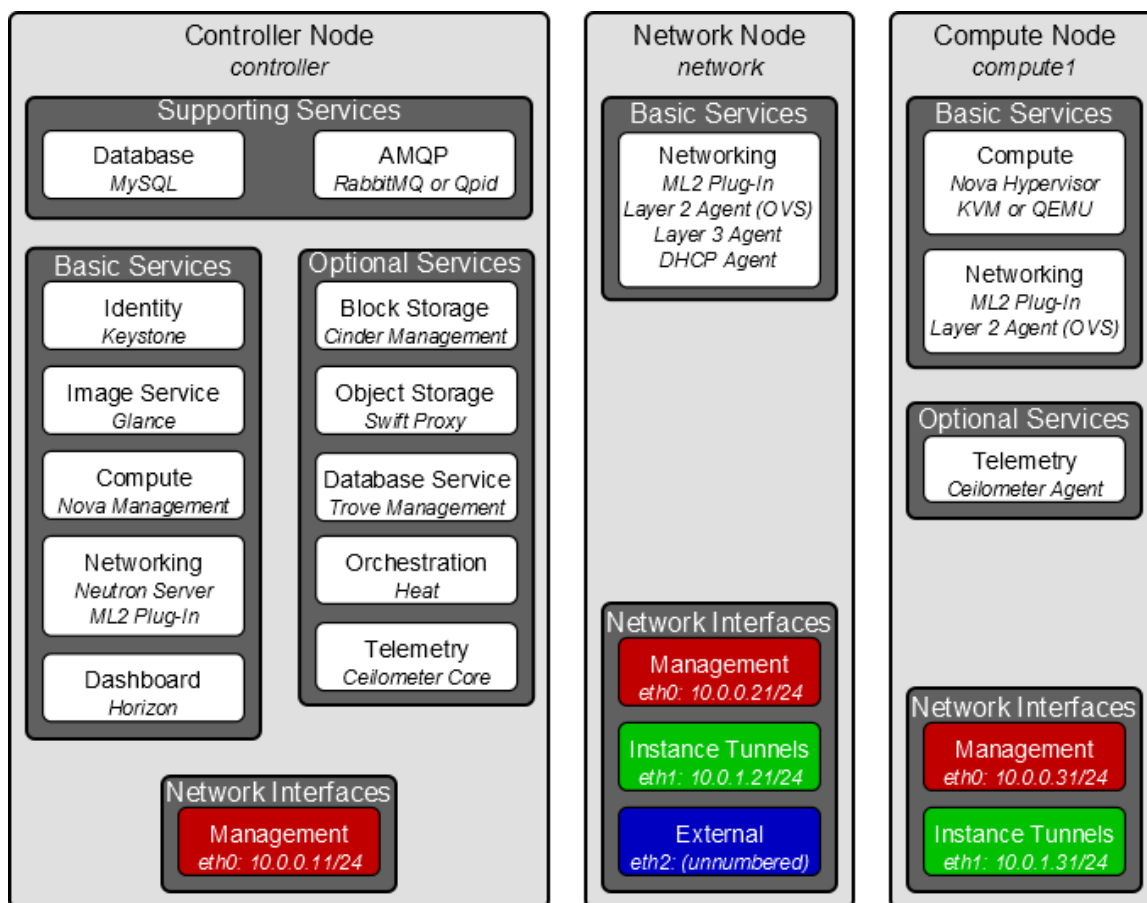 Controller Node
controller
Supporting Services
Database
MySQL
AMQP
RabbitMQ or Qpid
Basic Services
Identity
Keystone
Image Service
Glance
Compute
Nova Management
Networking
Neutron Server
ML2 Plug-In
Dashboard
Horizon
Optional Services
Block Storage
Cinder Management
Object Storage
Swift Proxy
Database Service
Trove Management
Orchestration
Heat
Telemetry
Ceilometer Core
Network Interfaces
Management
eth0: 10.0.0.11/24
Network Node
network
Basic Services
Networking
ML2 Plug-In
Layer 2 Agent (OVS)
Layer 3 Agent
DHCP Agent
Network Interfaces
Management
eth0: 10.0.0.21/24
Instance Tunnels
eth1: 10.0.1.21/24
External
eth2: (unnumbered)
Compute Node
compute1
Basic Services
Compute
Nova Hypervisor
KVM or QEMU
Networking
ML2 Plug-In
Layer 2 Agent (OVS)
Optional Services
Telemetry
Ceilometer Agent
Network Interfaces
Management
eth0: 10.0.0.31/24
Instance Tunnels
eth1: 10.0.1.31/24